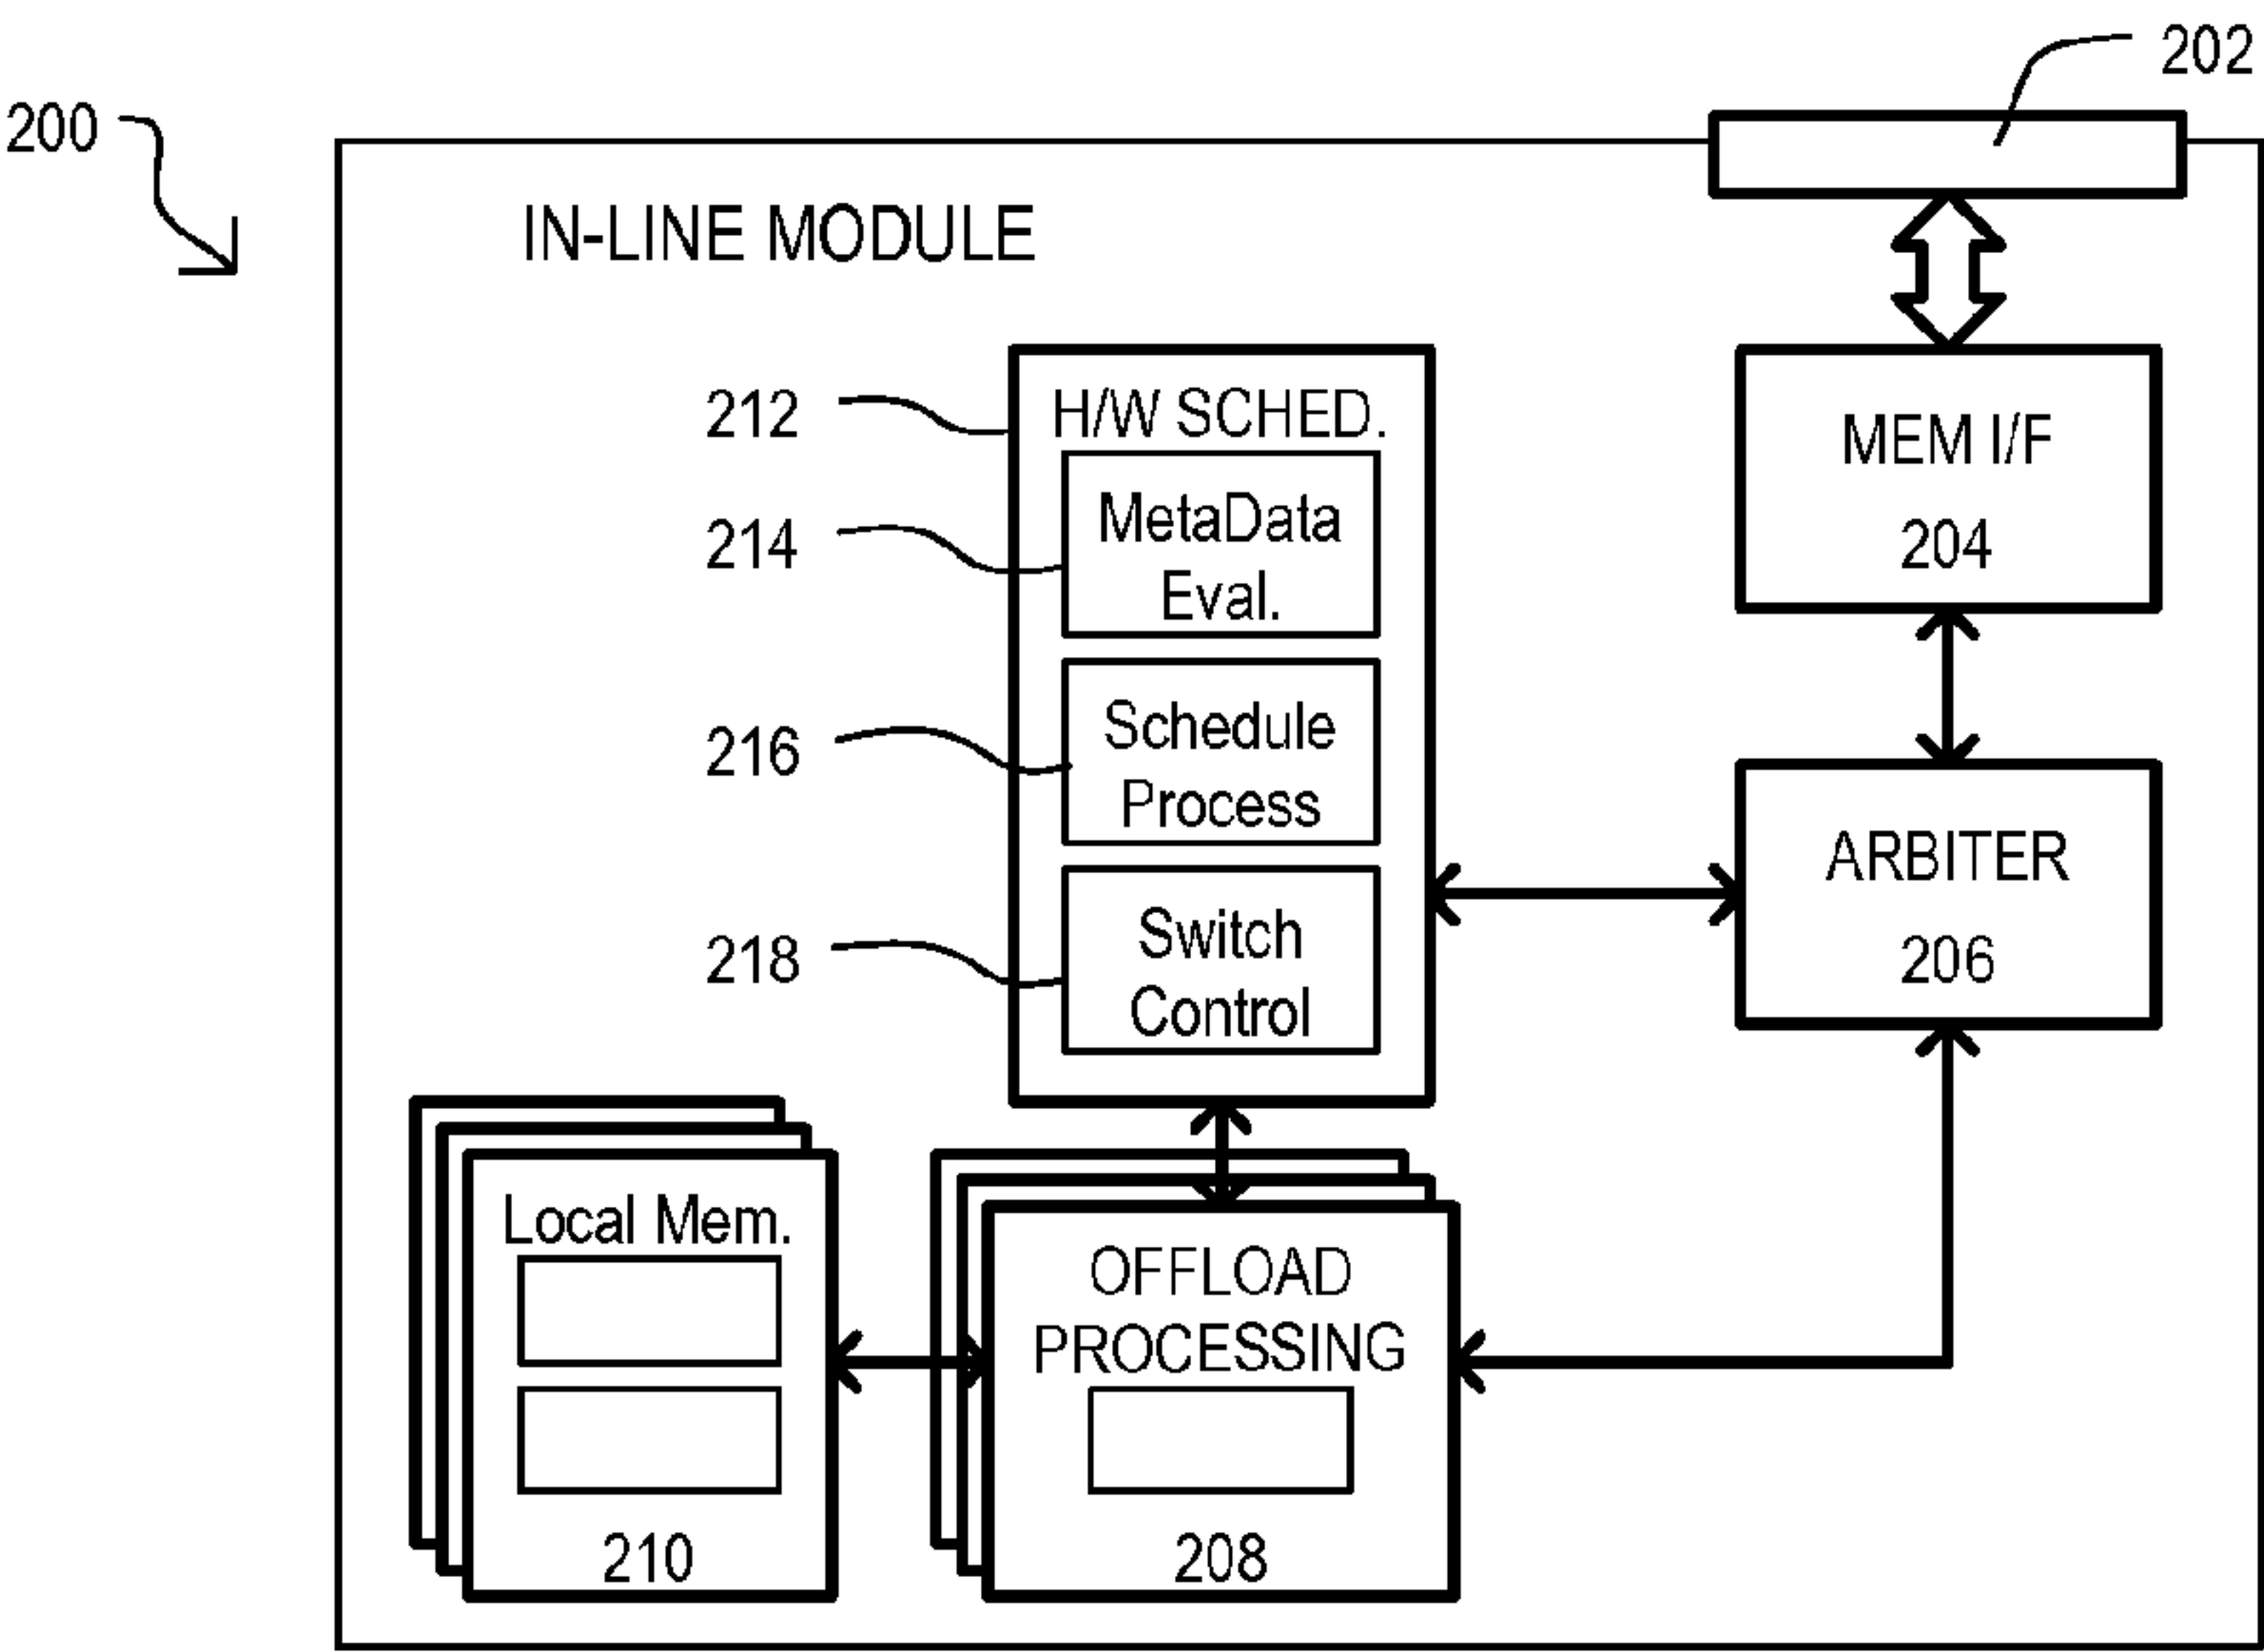 202
200
IN-LINE MODULE
212
H/W SCHED.
214
MetaData
Eval.
216
Schedule
Process
218
Switch
Control
MEM I/F
204
ARBITER
206
Local Mem.
210
OFFLOAD
PROCESSING
208